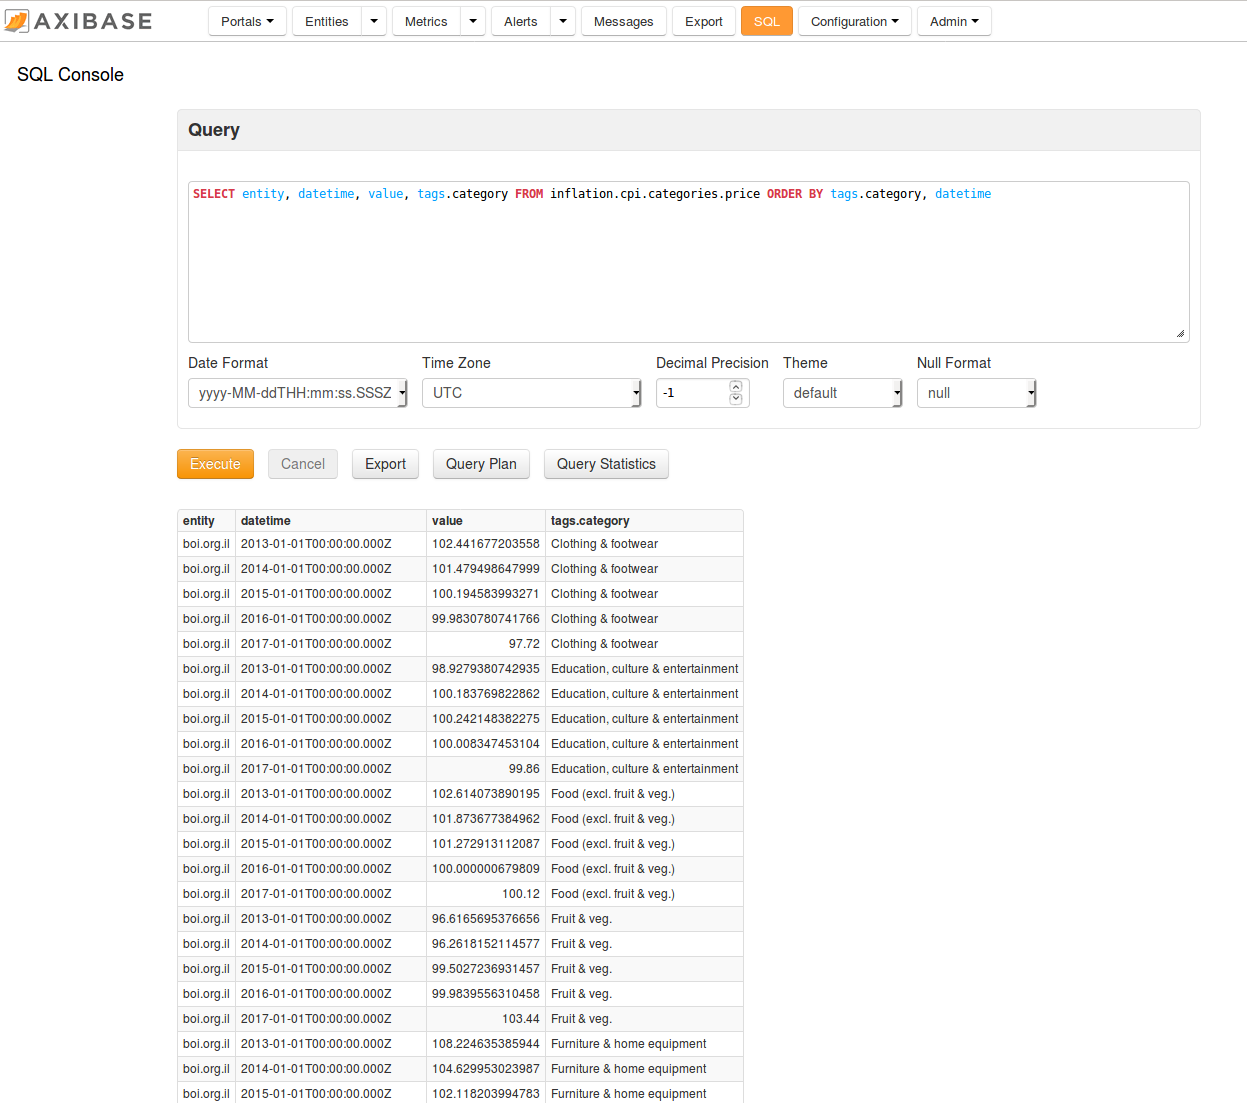 AXIBASE
Portals Entities Metrics Alerts Messages Export SQL Configuration Admin
SQL Console
Query
SELECT entity, datetime, value, tags.category FROM inflation.cpi.categories.price ORDER BY tags.category, datetime
Date Format Time Zone Decimal Precision Theme Null Format
yyyy-MM-ddTHH:mm:ss.SSSZ UTC -1 default null
Execute Cancel Export Query Plan Query Statistics
entity datetime value tags.category
boi.org.il 2013-01-01T00:00:00.000Z 102.441677203558 Clothing & footwear
boi.org.il 2014-01-01T00:00:00.000Z 101.479498647999 Clothing & footwear
boi.org.il 2015-01-01T00:00:00.000Z 100.194583993271 Clothing & footwear
boi.org.il 2016-01-01T00:00:00.000Z 99.9830780741766 Clothing & footwear
boi.org.il 2017-01-01T00:00:00.000Z 97.72 Clothing & footwear
boi.org.il 2013-01-01T00:00:00.000Z 98.9279380742935 Education, culture & entertainment
boi.org.il 2014-01-01T00:00:00.000Z 100.183769822862 Education, culture & entertainment
boi.org.il 2015-01-01T00:00:00.000Z 100.242148382275 Education, culture & entertainment
boi.org.il 2016-01-01T00:00:00.000Z 100.008347453104 Education, culture & entertainment
boi.org.il 2017-01-01T00:00:00.000Z 99.86 Education, culture & entertainment
boi.org.il 2013-01-01T00:00:00.000Z 102.614073890195 Food (excl. fruit & veg.)
boi.org.il 2014-01-01T00:00:00.000Z 101.873677384962 Food (excl. fruit & veg.)
boi.org.il 2015-01-01T00:00:00.000Z 101.272913112087 Food (excl. fruit & veg.)
boi.org.il 2016-01-01T00:00:00.000Z 100.000000679809 Food (excl. fruit & veg.)
boi.org.il 2017-01-01T00:00:00.000Z 100.12 Food (excl. fruit & veg.)
boi.org.il 2013-01-01T00:00:00.000Z 96.6165695376656 Fruit & veg.
boi.org.il 2014-01-01T00:00:00.000Z 96.2618152114577 Fruit & veg.
boi.org.il 2015-01-01T00:00:00.000Z 99.5027236931457 Fruit & veg.
boi.org.il 2016-01-01T00:00:00.000Z 99.9839556310458 Fruit & veg.
boi.org.il 2017-01-01T00:00:00.000Z 103.44 Fruit & veg.
boi.org.il 2013-01-01T00:00:00.000Z 108.224635385944 Furniture & home equipment
boi.org.il 2014-01-01T00:00:00.000Z 104.629953023987 Furniture & home equipment
boi.org.il 2015-01-01T00:00:00.000Z 102.118203994783 Furniture & home equipment